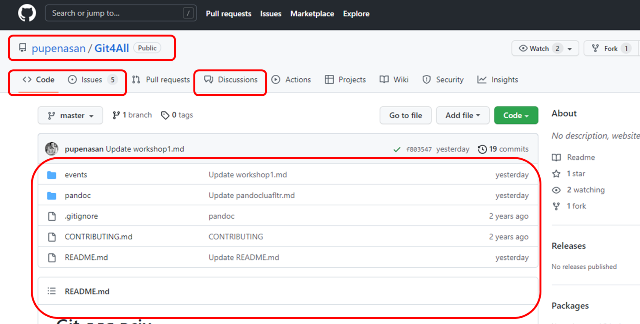 Search or jump to... / Pull requests Issues Marketplace Explore
pupenasan / Git4All Public
Watch 2 Fork 1
Code Issues 5 Pull requests Discussions Actions Projects Wiki Security Insights
master 1 branch 0 tags Go to file Add file Code
About
No description, website
pupenasan Update workshop1.md f803547 yesterday 19 commits
Readme
events Update workshop1.md yesterday
1 star
pandoc Update pandocluafltr.md yesterday
2 watching
.gitignore pandoc 2 years ago
1 fork
CONTRIBUTING.md CONTRIBUTING 2 years ago
README.md Update README.md yesterday
Releases
No releases published
README.md
Packages